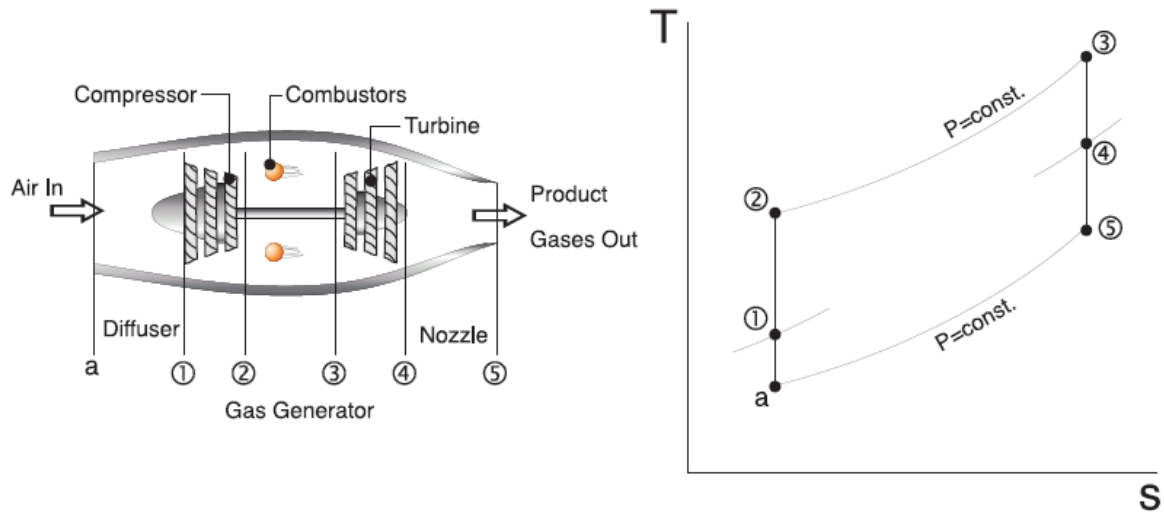 Compressor
Combustors
Turbine
Air In
Product
Gases Out
Diffuser
Nozzle
a
①
②
③
④
⑤
Gas Generator
T
③
P=const.
④
②
⑤
①
P=const.
a
S